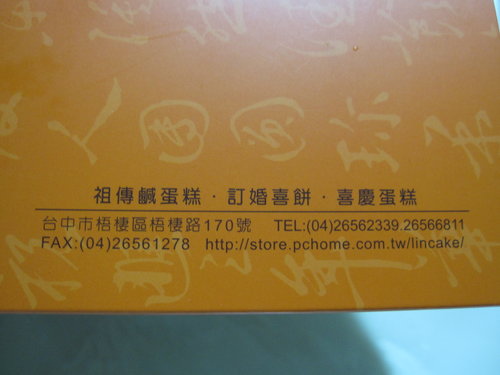 祖傳鹹蛋糕·訂婚喜餅·喜慶蛋糕
台中市梧棲區梧棲路170號 TEL:(04)26562339.26566811
FAX:(04)26561278 http://store.pchome.com.tw/lincake/